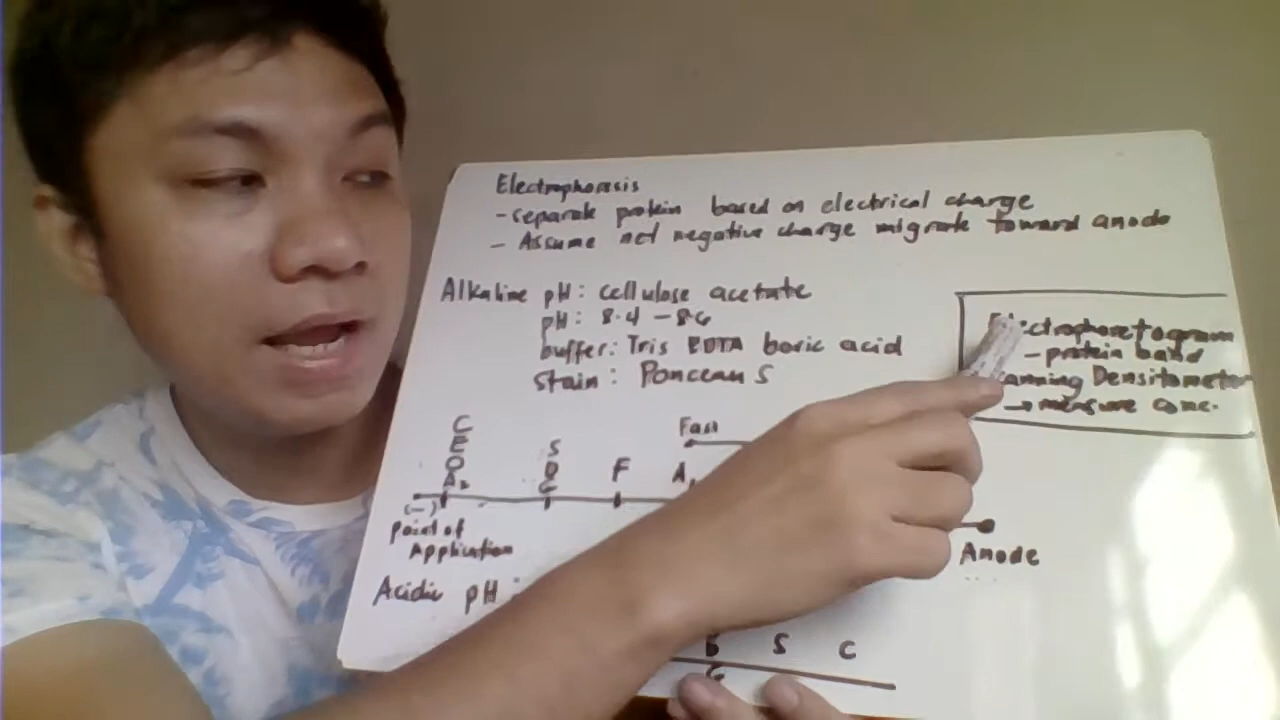 Electrophoresis
- separate protein based on electrical charge
- Assume net negative charge migrate toward anode
Alkaline pH: cellulose acetate
pH: 8.4 - 8.6
buffer: Tris EDTA boric acid
Stain: Ponceau S
Electrophoretogram
- protein band
Scanning Densitometer
→ measure conc.
Fast
C
E
O
A₂
S
D
G
F
A₁
(-)
Point of
Application
Anode
Acidic pH :
S
C
G